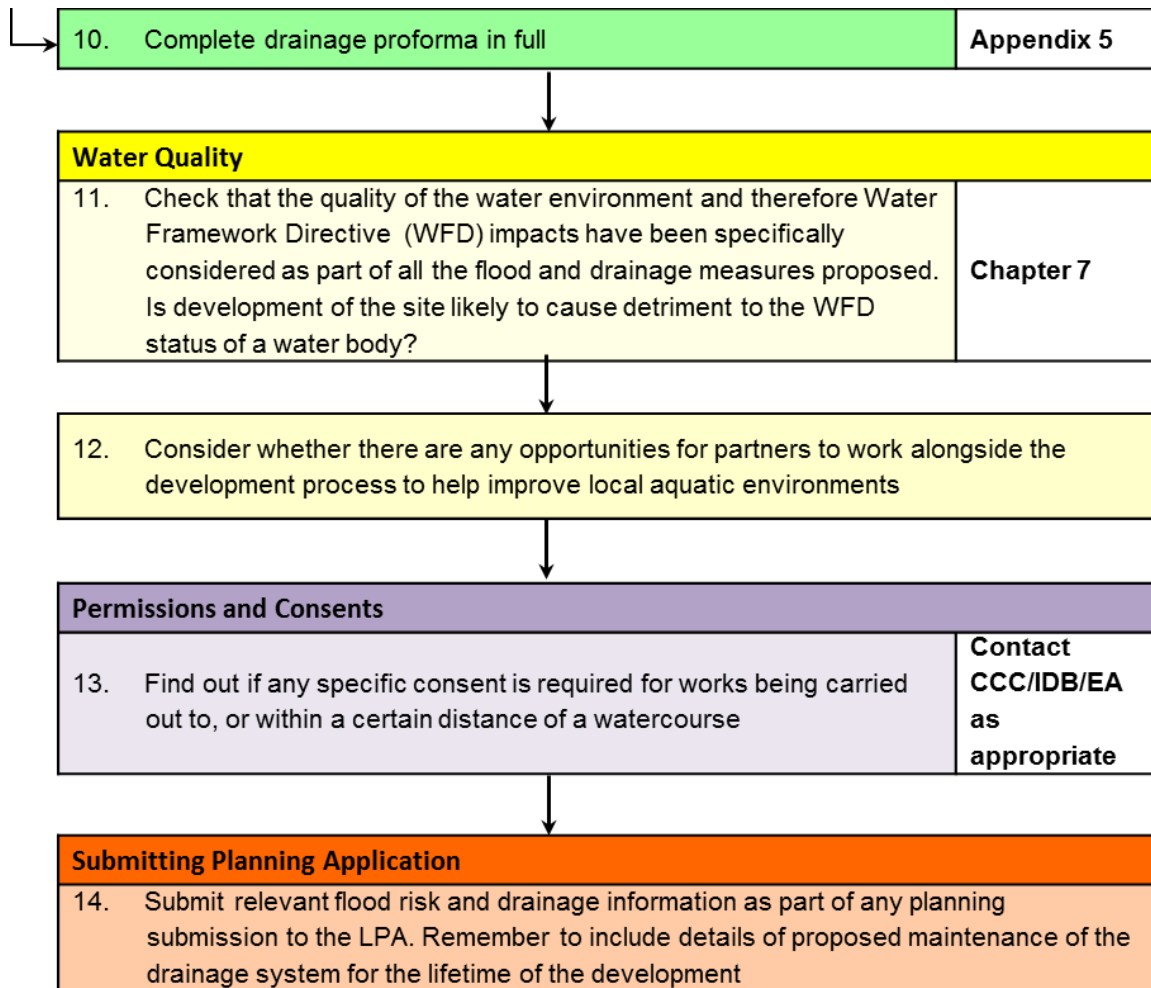 10. Complete drainage proforma in full
Appendix 5
Water Quality
11. Check that the quality of the water environment and therefore Water
Framework Directive (WFD) impacts have been specifically
considered as part of all the flood and drainage measures proposed.
Is development of the site likely to cause detriment to the WFD
status of a water body?
Chapter 7
12. Consider whether there are any opportunities for partners to work alongside the
development process to help improve local aquatic environments
Permissions and Consents
13. Find out if any specific consent is required for works being carried
out to, or within a certain distance of a watercourse
Contact
CCC/IDB/EA
as
appropriate
Submitting Planning Application
14. Submit relevant flood risk and drainage information as part of any planning
submission to the LPA. Remember to include details of proposed maintenance of the
drainage system for the lifetime of the development